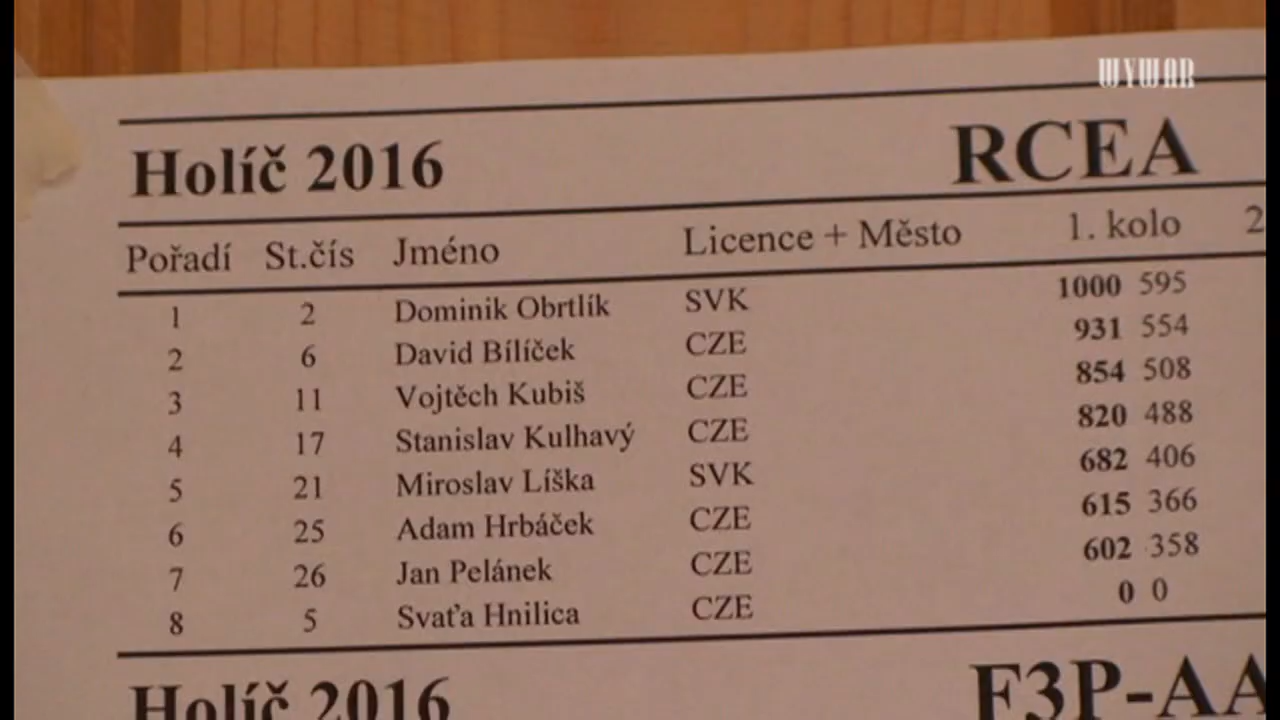 WYWAR
Holíč 2016 RCEA
Pořadí St.čís Jméno Licence + Město 1. kolo 2
1 2 Dominik Obrtlík SVK 1000 595
2 6 David Bílíček CZE 931 554
3 11 Vojtěch Kubiš CZE 854 508
4 17 Stanislav Kulhavý CZE 820 488
5 21 Miroslav Líška SVK 682 406
6 25 Adam Hrbáček CZE 615 366
7 26 Jan Pelánek CZE 602 358
8 5 Svaťa Hnilica CZE 0 0
Holíč 2016 F3P-AA